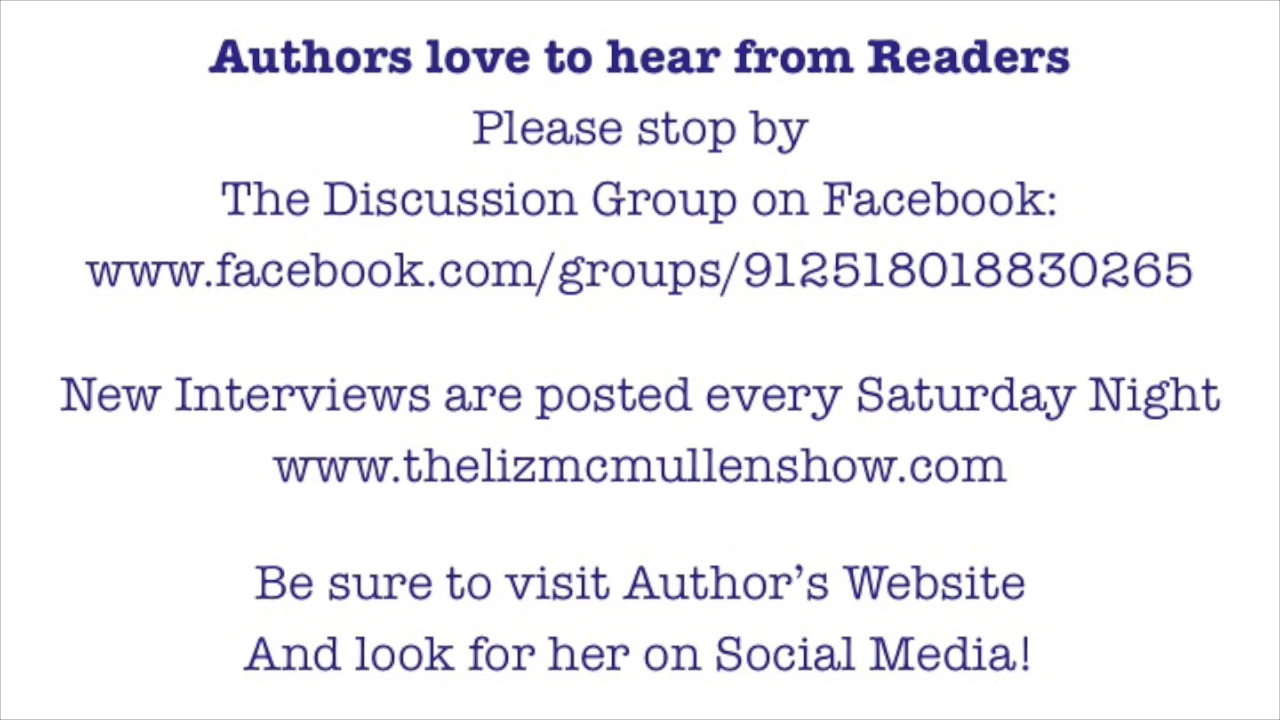 Authors love to hear from Readers
Please stop by
The Discussion Group on Facebook:
www.facebook.com/groups/912518018830265
New Interviews are posted every Saturday Night
www.thelizmcmullenshow.com
Be sure to visit Author’s Website
And look for her on Social Media!